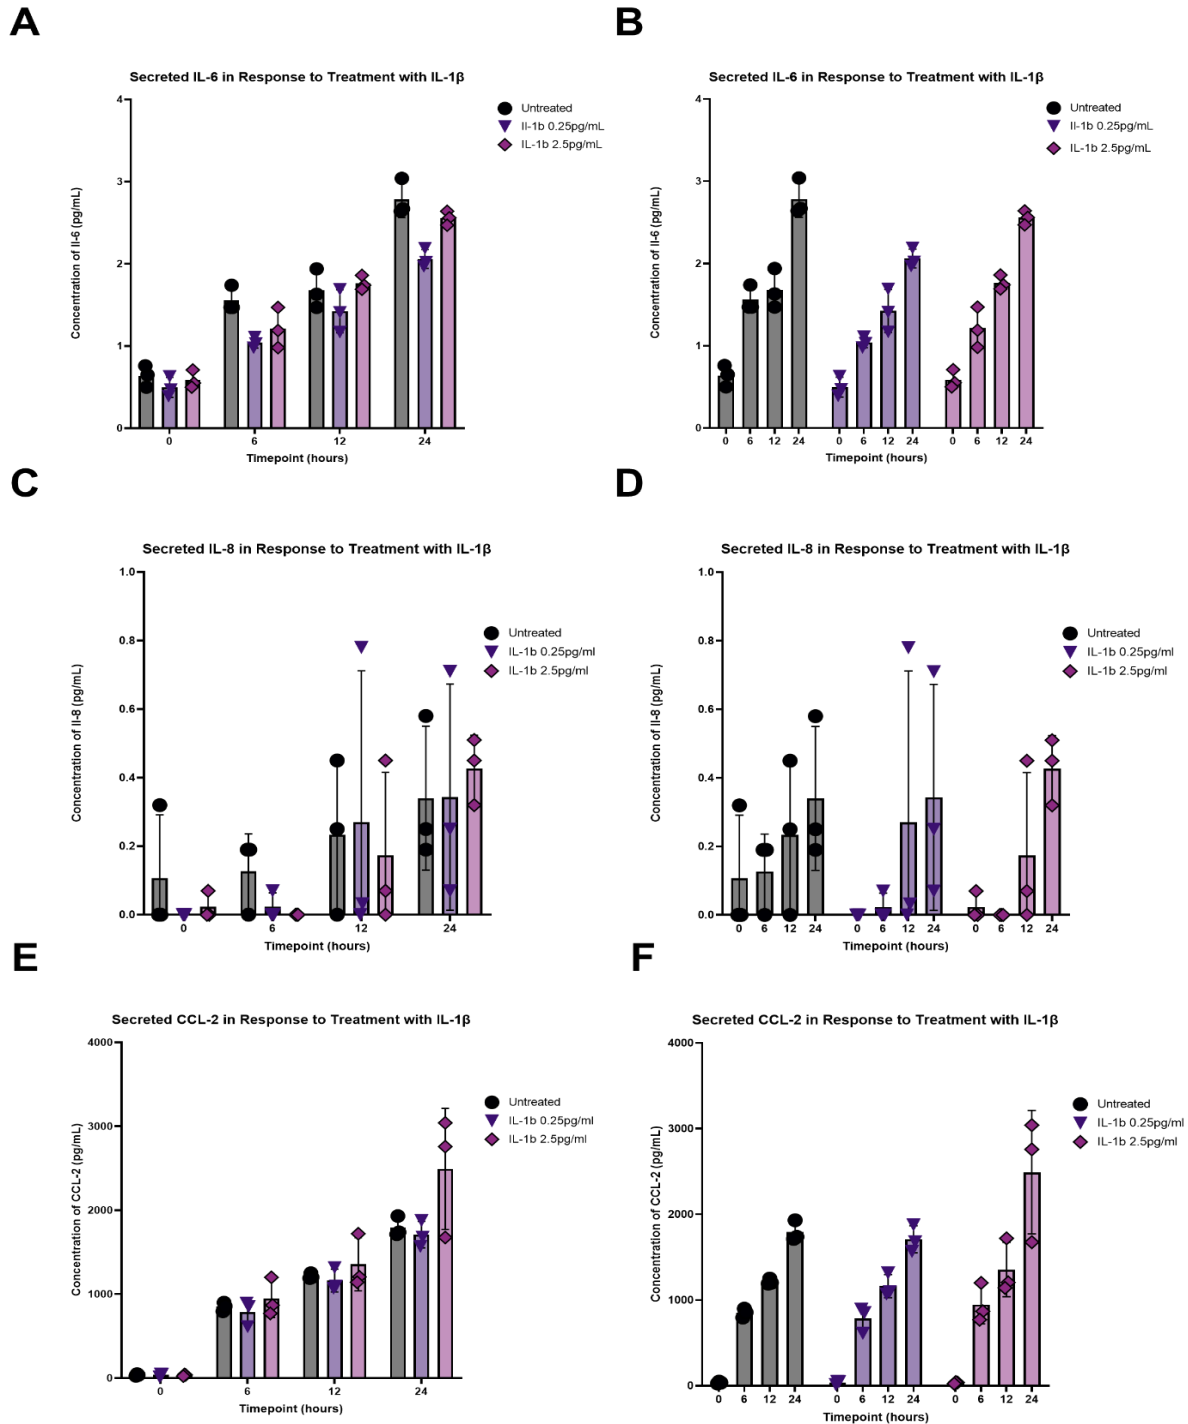 A
B
Secreted IL-6 in Response to Treatment with IL-1β
Secreted IL-6 in Response to Treatment with IL-1β
Untreated
Il-1b 0.25pg/mL
IL-1b 2.5pg/mL
Untreated
Il-1b 0.25pg/mL
IL-1b 2.5pg/mL
Concentration of Il-6 (pg/mL)
4
3
2
1
0
0 6 12 24
Timepoint (hours)
Concentration of Il-6 (pg/mL)
4
3
2
1
0
0 6 12 24 0 6 12 24 0 6 12 24
Timepoint (hours)
C
D
Secreted IL-8 in Response to Treatment with IL-1β
Secreted IL-8 in Response to Treatment with IL-1β
Untreated
IL-1b 0.25pg/ml
IL-1b 2.5pg/ml
Untreated
IL-1b 0.25pg/ml
IL-1b 2.5pg/ml
Concentration of Il-8 (pg/mL)
1.0
0.8
0.6
0.4
0.2
0.0
0 6 12 24
Timepoint (hours)
Concentration of Il-8 (pg/mL)
1.0
0.8
0.6
0.4
0.2
0.0
0 6 12 24 0 6 12 24 0 6 12 24
Timepoint (hours)
E
F
Secreted CCL-2 in Response to Treatment with IL-1β
Secreted CCL-2 in Response to Treatment with IL-1β
Untreated
IL-1b 0.25pg/ml
IL-1b 2.5pg/ml
Untreated
IL-1b 0.25pg/ml
IL-1b 2.5pg/ml
Concentration of CCL-2 (pg/mL)
4000
3000
2000
1000
0
0 6 12 24
Timepoint (hours)
Concentration of CCL-2 (pg/mL)
4000
3000
2000
1000
0
0 6 12 24 0 6 12 24 0 6 12 24
Timepoint (hours)